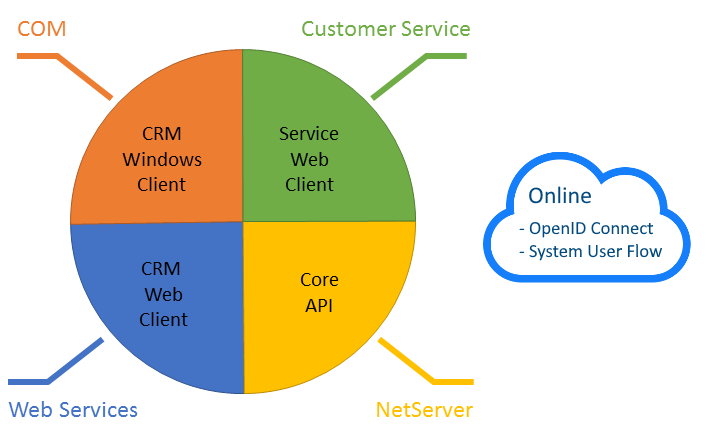 COM
Customer Service
CRM
Windows
Client
Service
Web
Client
Online
- OpenID Connect
- System User Flow
CRM
Web
Client
Core
API
Web Services
NetServer